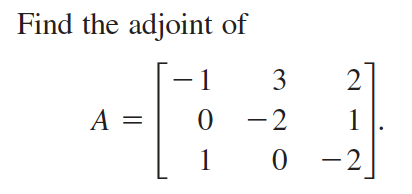 Find the adjoint of
A = [ −1 3 2
0 −2 1
1 0 −2 ].